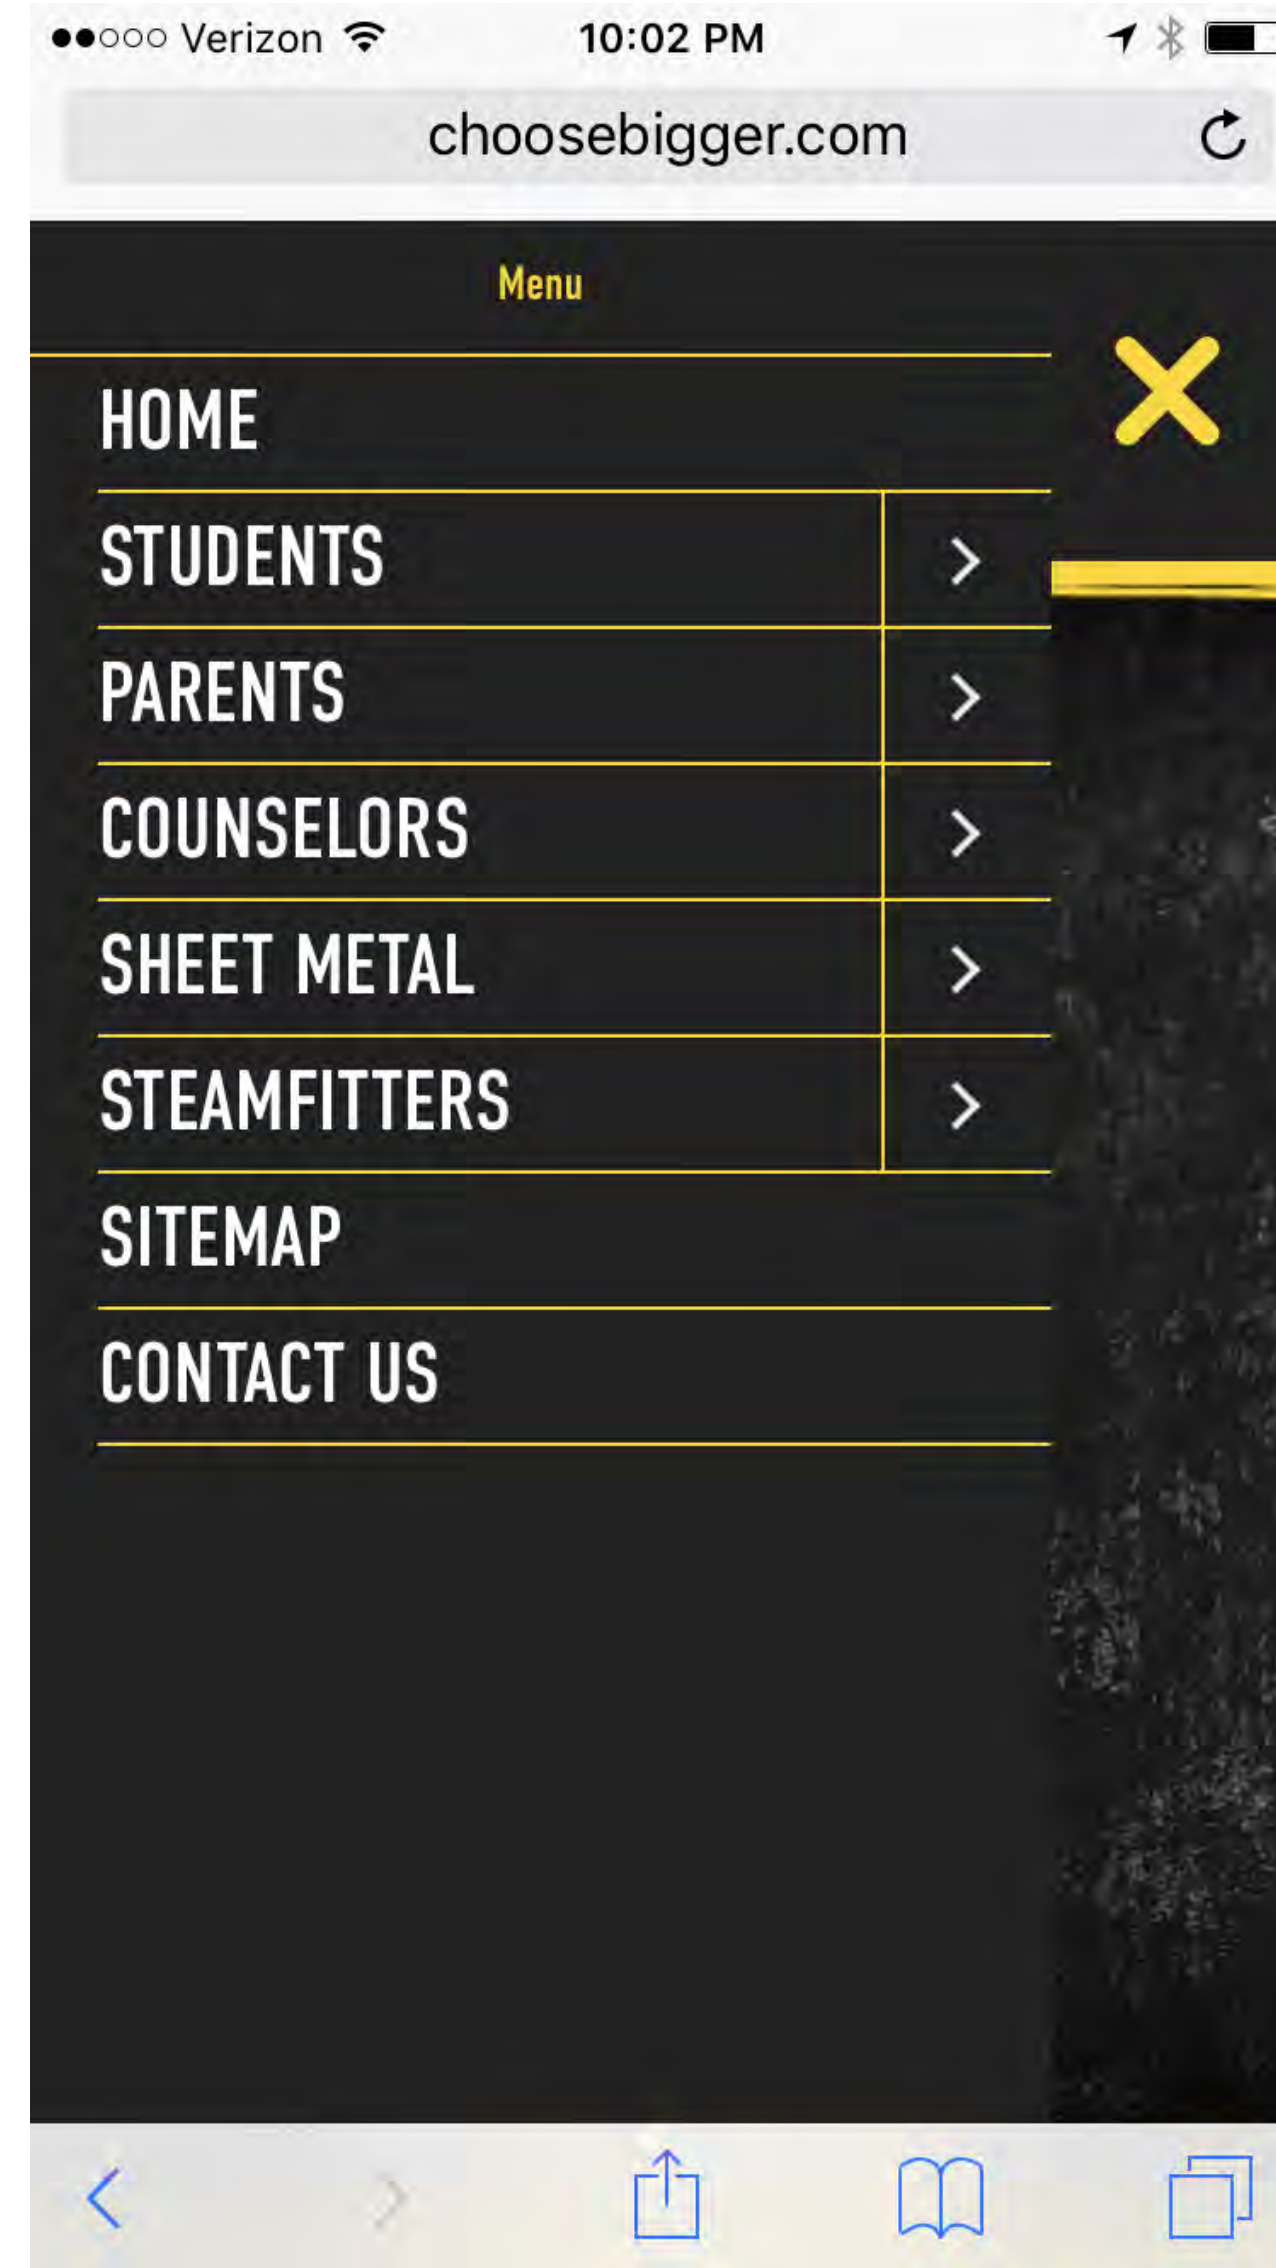 Verizon 10:02 PM
choosebigger.com
Menu
HOME
STUDENTS
PARENTS
COUNSELORS
SHEET METAL
STEAMFITTERS
SITEMAP
CONTACT US